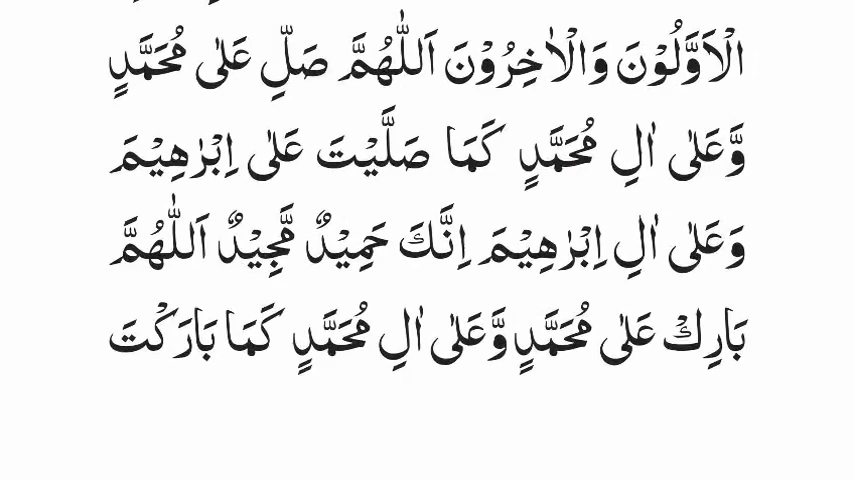 الْاَوَّلُوْنَ وَالْاٰخِرُوْنَ اَللّٰهُمَّ صَلِّ عَلٰى مُحَمَّدٍ
وَّعَلٰى اٰلِ مُحَمَّدٍ كَمَا صَلَّيْتَ عَلٰى اِبْرٰهِيْمَ
وَعَلٰى اٰلِ اِبْرٰهِيْمَ اِنَّكَ حَمِيْدٌ مَّجِيْدٌ اَللّٰهُمَّ
بَارِكْ عَلٰى مُحَمَّدٍ وَّعَلٰى اٰلِ مُحَمَّدٍ كَمَا بَارَكْتَ